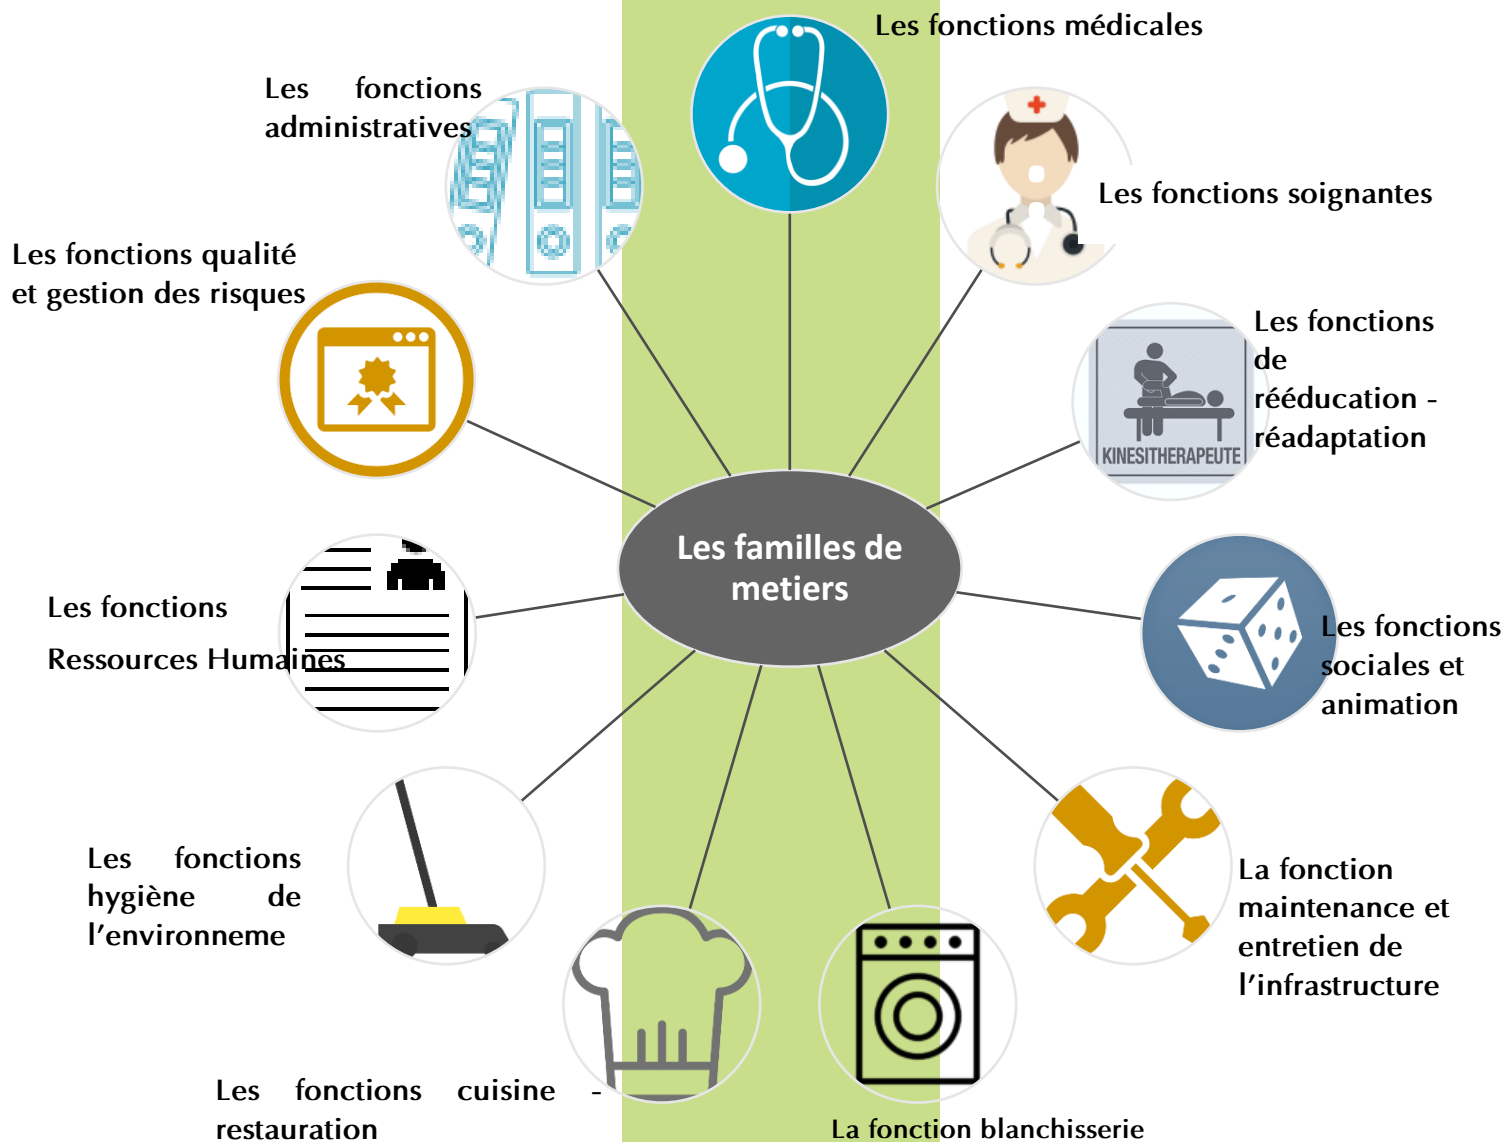 Les fonctions médicales
Les fonctions
administratives
Les fonctions soignantes
Les fonctions qualité
et gestion des risques
Les fonctions
de
rééducation -
réadaptation
KINESITHERAPEUTE
Les familles de
metiers
Les fonctions
Ressources Humaines
Les fonctions
sociales et
animation
Les fonctions
hygiène de
l’environneme
La fonction
maintenance et
entretien de
l’infrastructure
Les fonctions cuisine -
restauration
La fonction blanchisserie